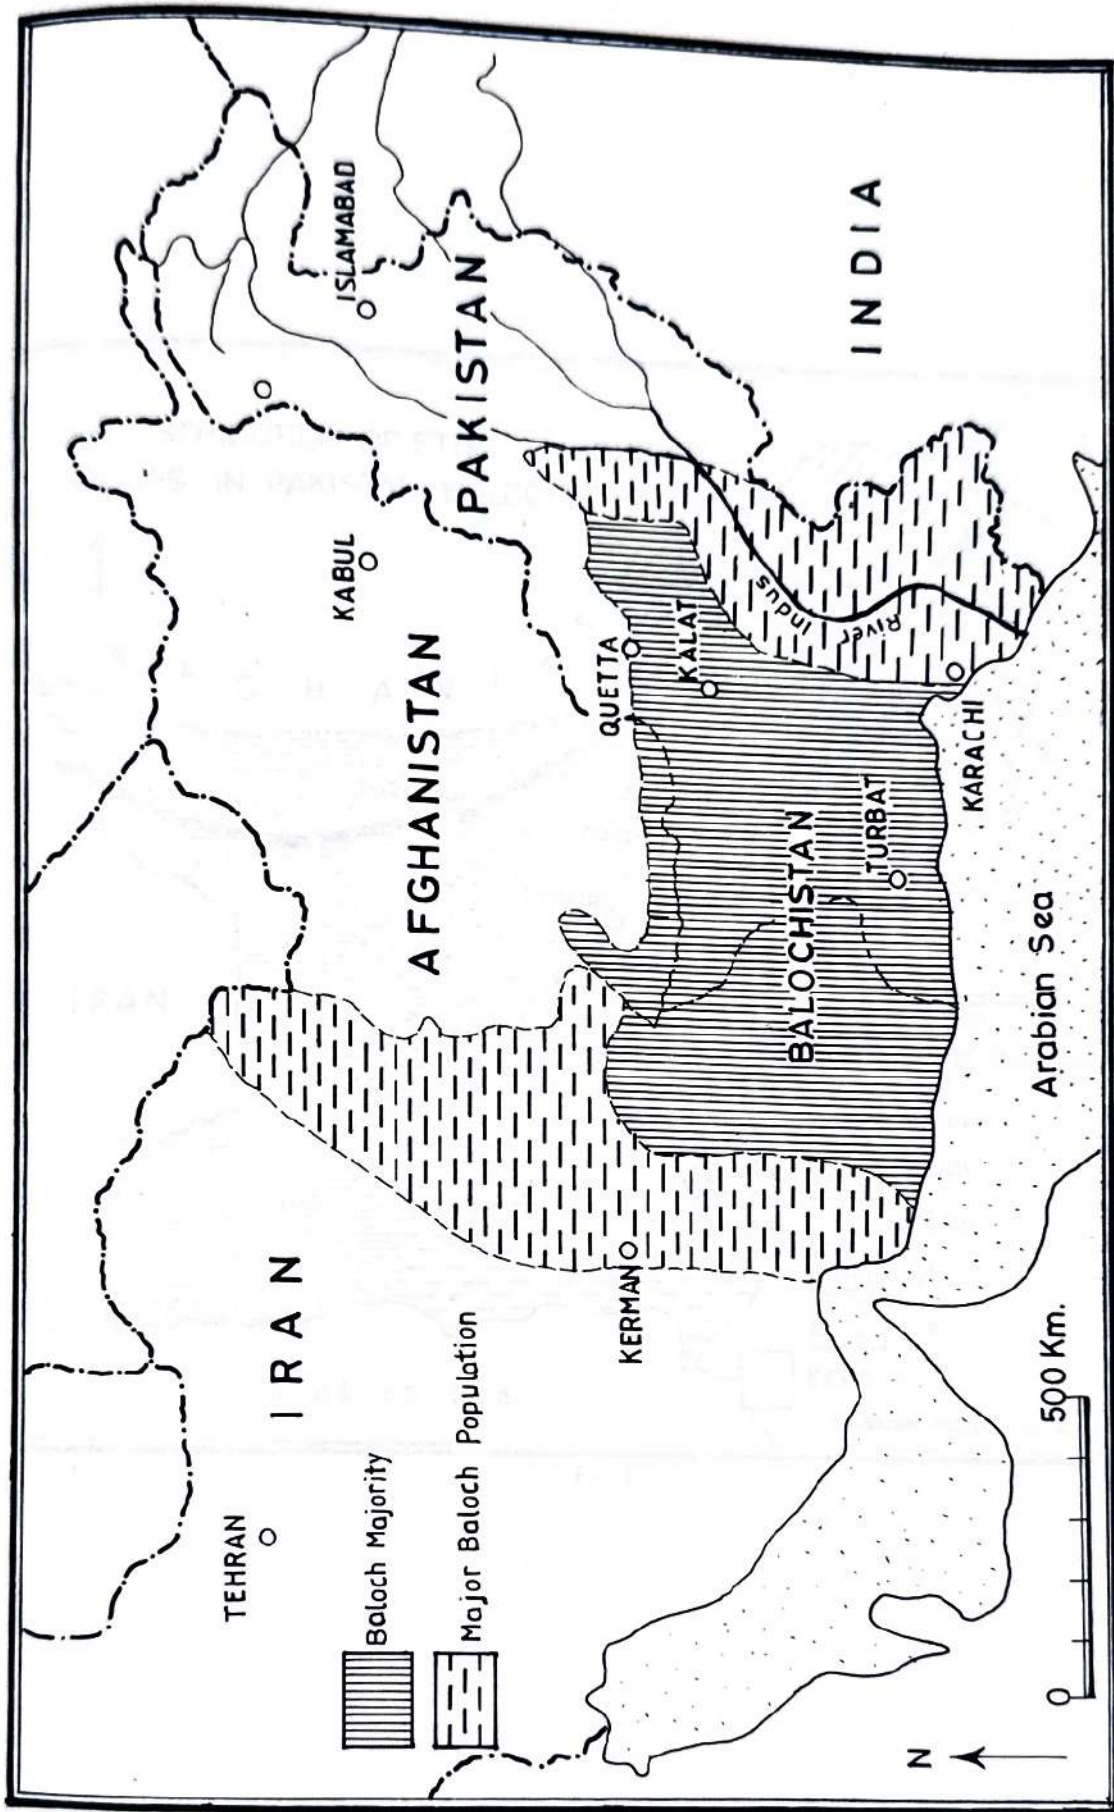 ISLAMABAD
PAKISTAN
INDIA
KABUL
AFGHANISTAN
QUETTA
KALAT
Indus
River
KARACHI
BALOCHISTAN
TURBAT
Arabian Sea
IRAN
KERMAN
TEHRAN
Baloch Majority
Major Baloch Population
0 500 Km.
N